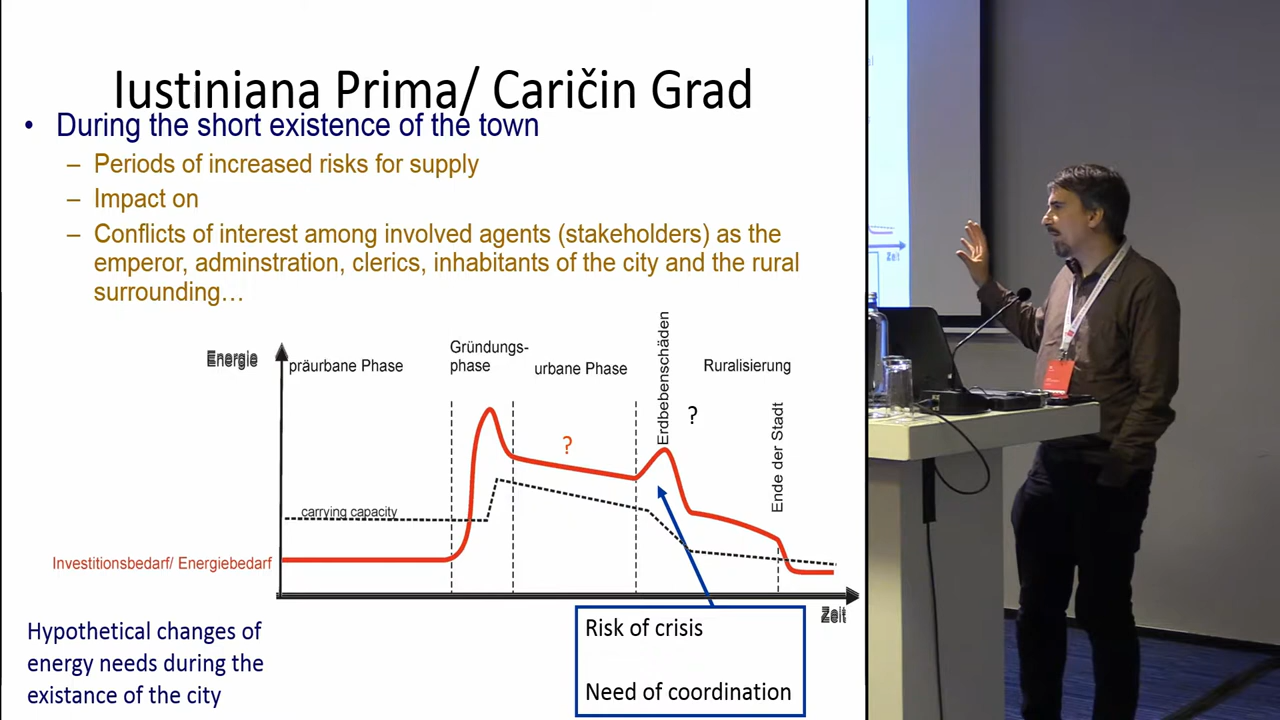 Iustiniana Prima/ Caričin Grad
• During the short existence of the town
– Periods of increased risks for supply
– Impact on
– Conflicts of interest among involved agents (stakeholders) as the
emperor, adminstration, clerics, inhabitants of the city and the rural
surrounding…
Energie
präurbane Phase
Gründungs-
phase
urbane Phase
Erdbebenschäden
Ruralisierung
?
?
Ende der Stadt
carrying capacity
Investitionsbedarf/ Energiebedarf
Zeit
Hypothetical changes of
energy needs during the
existance of the city
Risk of crisis
Need of coordination
Zeit